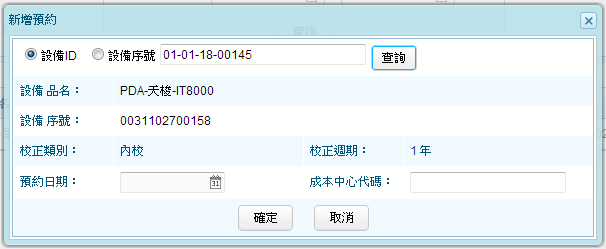 新增預約
設備ID 設備序號 01-01-18-00145 查詢
設備 品名： PDA-天梭-IT8000
設備 序號： 0031102700158
校正類別： 內校 校正週期： 1 年
預約日期： 31 成本中心代碼：
確定 取消